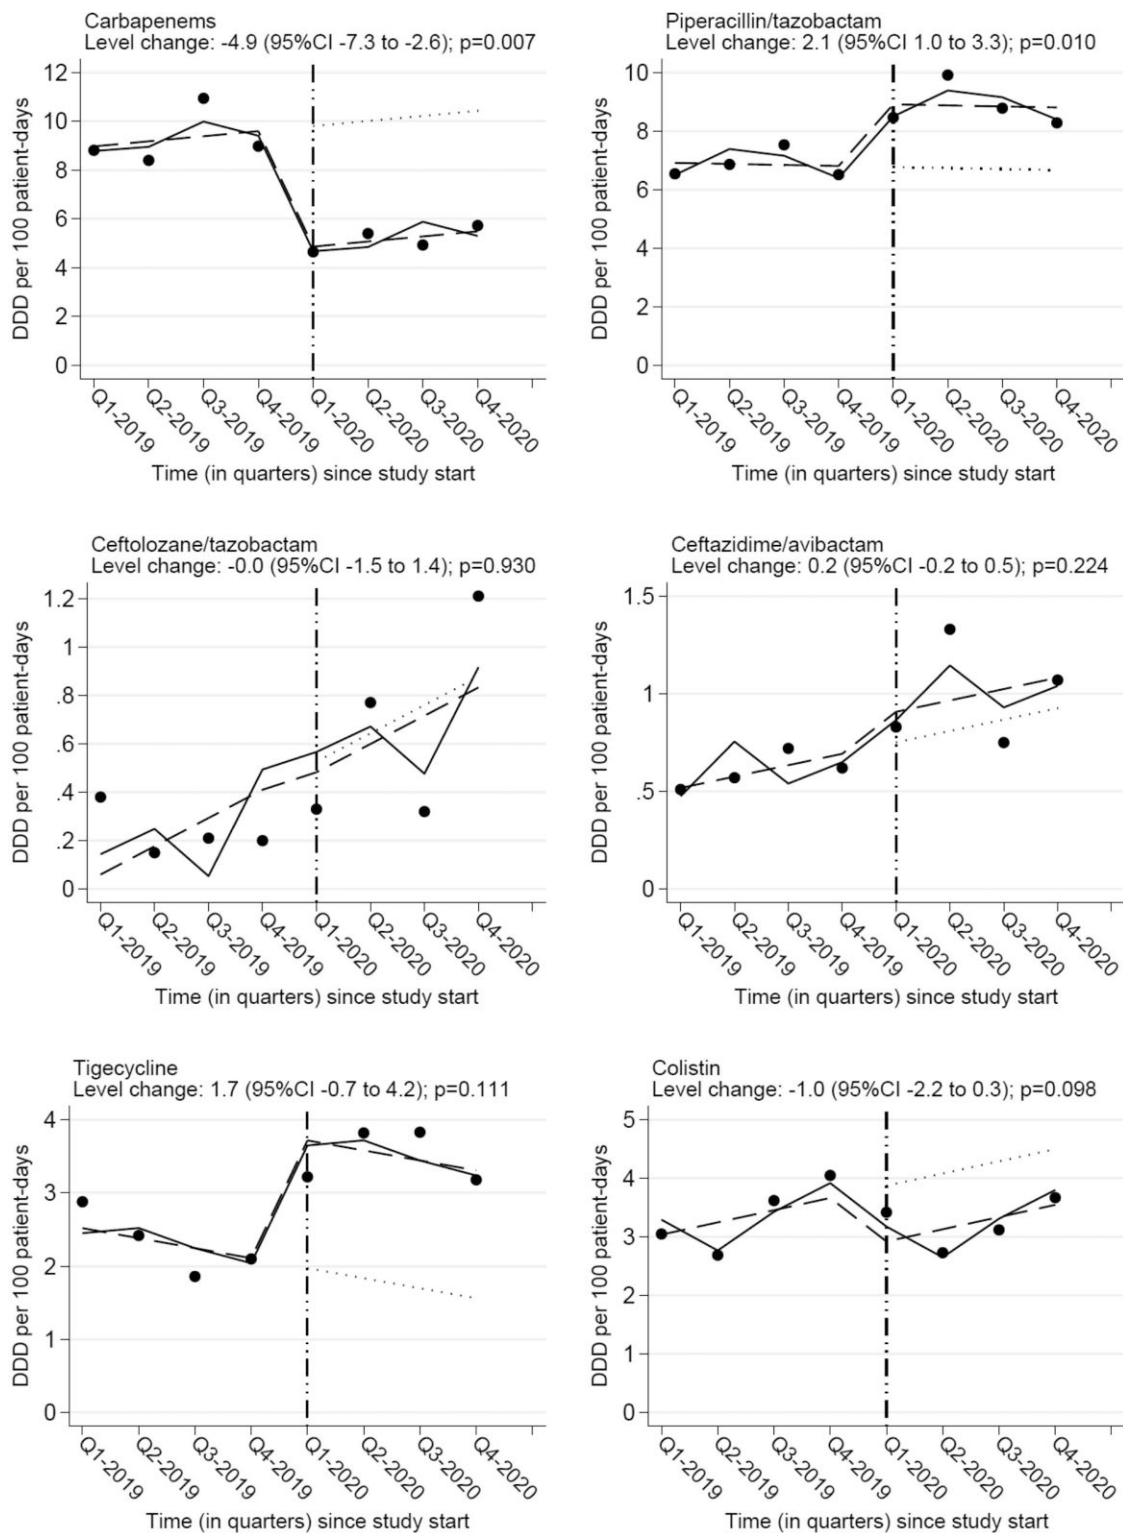 Carbapenems
Level change: -4.9 (95%CI -7.3 to -2.6); p=0.007
DDD per 100 patient-days
12
10
8
6
4
2
0
Q1-2019
Q2-2019
Q3-2019
Q4-2019
Q1-2020
Q2-2020
Q3-2020
Q4-2020
Time (in quarters) since study start
Piperacillin/tazobactam
Level change: 2.1 (95%CI 1.0 to 3.3); p=0.010
DDD per 100 patient-days
10
8
6
4
2
0
Q1-2019
Q2-2019
Q3-2019
Q4-2019
Q1-2020
Q2-2020
Q3-2020
Q4-2020
Time (in quarters) since study start
Ceftolozane/tazobactam
Level change: -0.0 (95%CI -1.5 to 1.4); p=0.930
DDD per 100 patient-days
1.2
1
.8
.6
.4
.2
0
Q1-2019
Q2-2019
Q3-2019
Q4-2019
Q1-2020
Q2-2020
Q3-2020
Q4-2020
Time (in quarters) since study start
Ceftazidime/avibactam
Level change: 0.2 (95%CI -0.2 to 0.5); p=0.224
DDD per 100 patient-days
1.5
1
.5
0
Q1-2019
Q2-2019
Q3-2019
Q4-2019
Q1-2020
Q2-2020
Q3-2020
Q4-2020
Time (in quarters) since study start
Tigecycline
Level change: 1.7 (95%CI -0.7 to 4.2); p=0.111
DDD per 100 patient-days
4
3
2
1
0
Q1-2019
Q2-2019
Q3-2019
Q4-2019
Q1-2020
Q2-2020
Q3-2020
Q4-2020
Time (in quarters) since study start
Colistin
Level change: -1.0 (95%CI -2.2 to 0.3); p=0.098
DDD per 100 patient-days
5
4
3
2
1
0
Q1-2019
Q2-2019
Q3-2019
Q4-2019
Q1-2020
Q2-2020
Q3-2020
Q4-2020
Time (in quarters) since study start